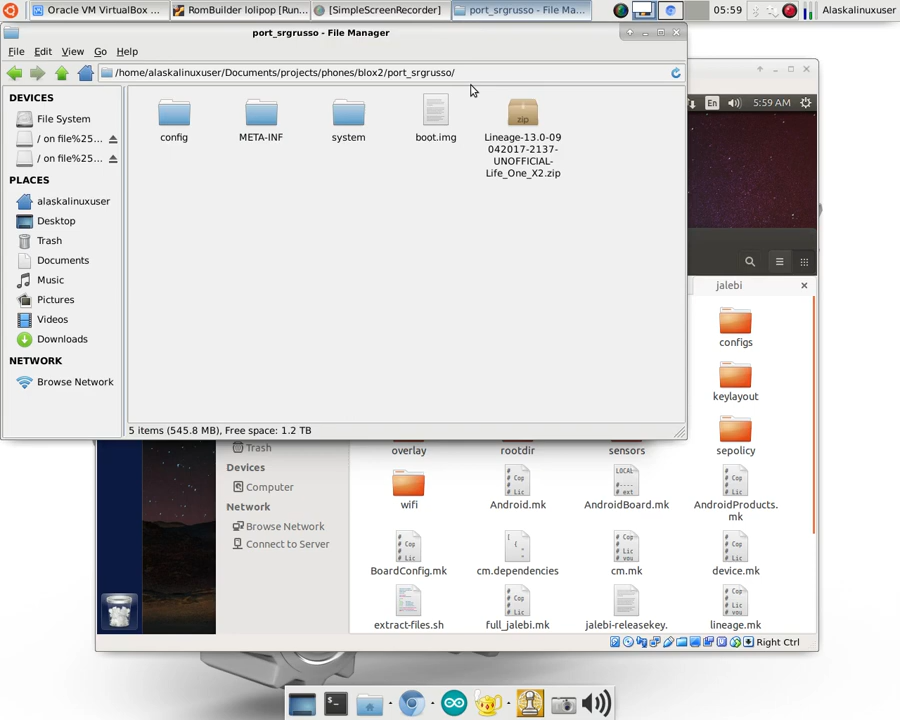 Oracle VM VirtualBox ...
RomBuilder lolipop [Run...
[SimpleScreenRecorder]
port_srgrusso - File Ma...
05:59
Alaskalinuxuser
port_srgrusso - File Manager
File Edit View Go Help
/home/alaskalinuxuser/Documents/projects/phones/blox2/port_srgrusso/
DEVICES
File System
/ on file%25...
/ on file%25...
PLACES
alaskalinuxuser
Desktop
Trash
Documents
Music
Pictures
Videos
Downloads
NETWORK
Browse Network
config
META-INF
system
boot.img
zip
Lineage-13.0-09
042017-2137-
UNOFFICIAL-
Life_One_X2.zip
5 items (545.8 MB), Free space: 1.2 TB
En
5:59 AM
Alaskalinuxuser
jalebi
configs
keylayout
Trash
Devices
Computer
Network
Browse Network
Connect to Server
overlay
rootdir
sensors
sepolicy
wifi
Android.mk
AndroidBoard.mk
AndroidProducts.
mk
BoardConfig.mk
cm.dependencies
cm.mk
device.mk
extract-files.sh
full_jalebi.mk
jalebi-releasekey.
lineage.mk
Right Ctrl